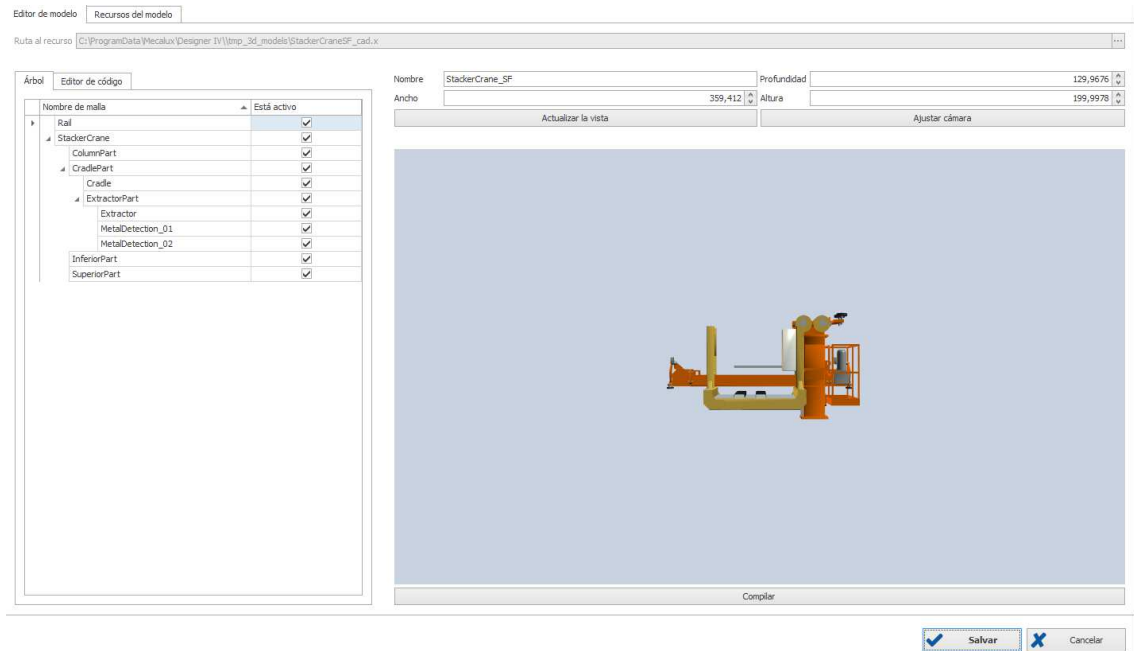 Editor de modelo Recursos del modelo
Ruta al recurso C:\ProgramData\Mecalux\Designer IV\\tmp_3d_models\StackerCraneSF_cad.x ...
Árbol Editor de código
Nombre StackerCrane_SF Profundidad 129,9676
Ancho 359,412 Altura 199,9978
Actualizar la vista Ajustar cámara
Nombre de malla Está activo
Rail
StackerCrane
ColumnPart
CradlePart
Cradle
ExtractorPart
Extractor
MetalDetection_01
MetalDetection_02
InferiorPart
SuperiorPart
Compilar
Salvar Cancelar